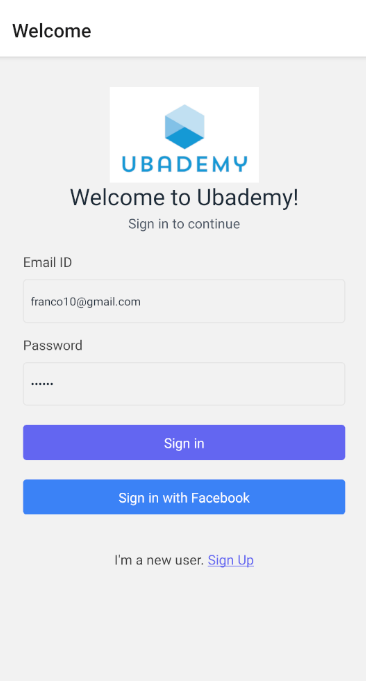 Welcome
UBADEMY
Welcome to Ubademy!
Sign in to continue
Email ID
franco10@gmail.com
Password
••••••
Sign in
Sign in with Facebook
I'm a new user. Sign Up